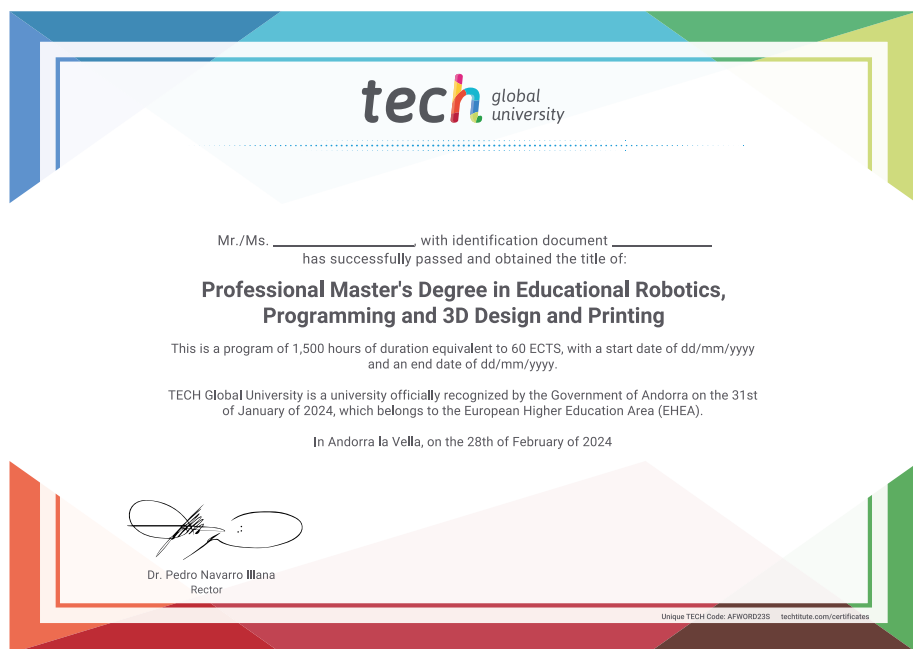 tech global university
Mr./Ms. ____________, with identification document ____________
has successfully passed and obtained the title of:
Professional Master's Degree in Educational Robotics,
Programming and 3D Design and Printing
This is a program of 1,500 hours of duration equivalent to 60 ECTS, with a start date of dd/mm/yyyy
and an end date of dd/mm/yyyy.
TECH Global University is a university officially recognized by the Government of Andorra on the 31st
of January of 2024, which belongs to the European Higher Education Area (EHEA).
In Andorra la Vella, on the 28th of February of 2024
Dr. Pedro Navarro Illana
Rector
Unique TECH Code: AFWORD23S techtitute.com/certificates